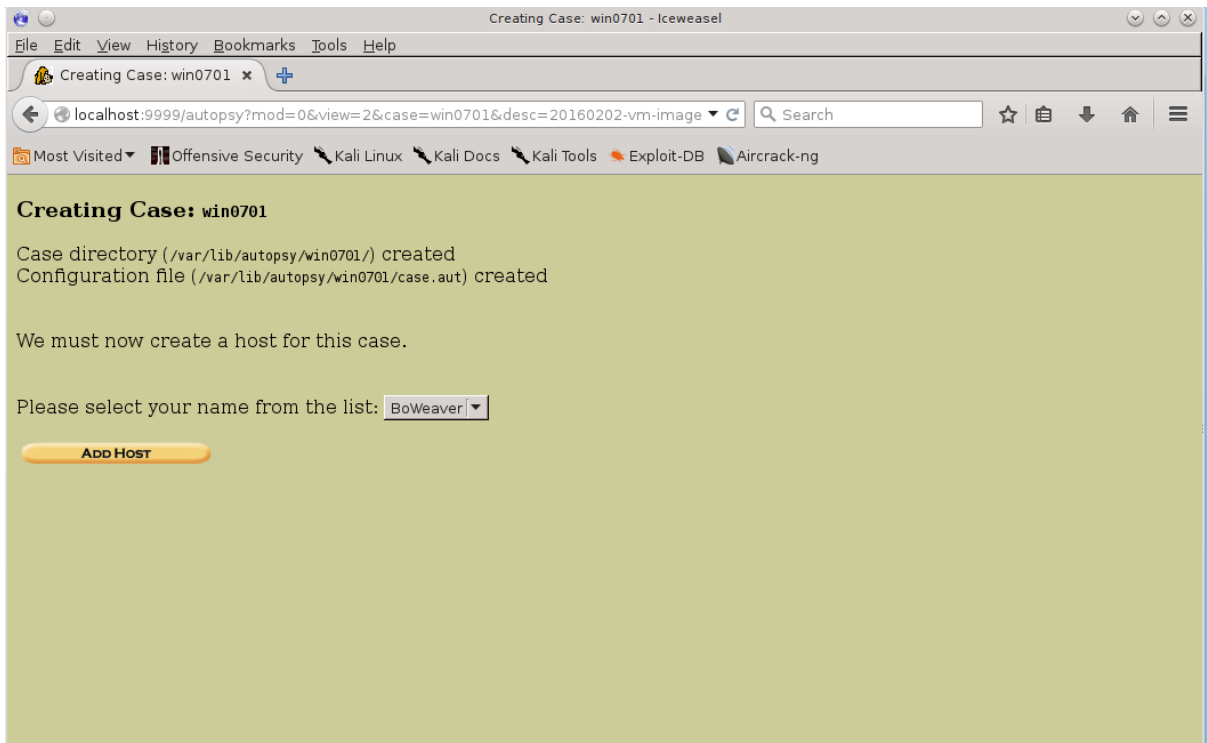 Creating Case: win0701 - Iceweasel
File Edit View History Bookmarks Tools Help
Creating Case: win0701
localhost:9999/autopsy?mod=0&view=2&case=win0701&desc=20160202-vm-image
Search
Most Visited Offensive Security Kali Linux Kali Docs Kali Tools Exploit-DB Aircrack-ng
Creating Case: win0701
Case directory (/var/lib/autopsy/win0701/) created
Configuration file (/var/lib/autopsy/win0701/case.aut) created
We must now create a host for this case.
Please select your name from the list: BoWeaver
ADD HOST